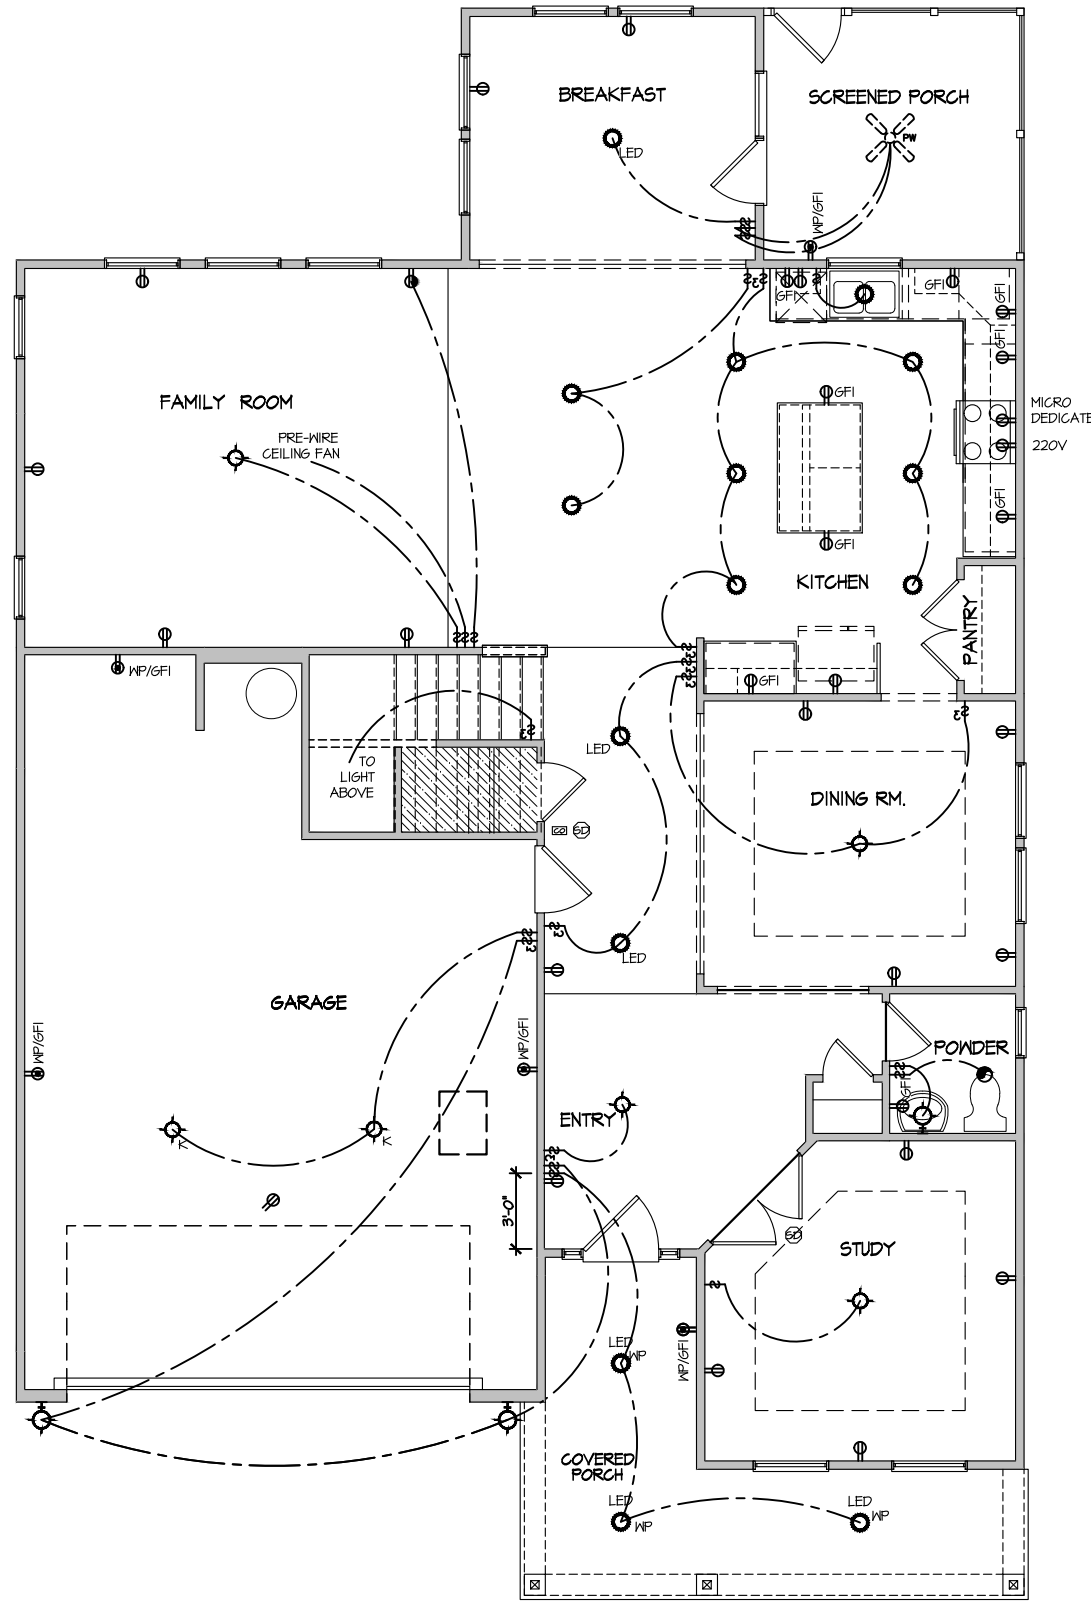 BREAKFAST
SCREENED PORCH
PW
LED
WP/GFI
GFI
GFI
GFI
GFI
MICRO
DEDICATE
220V
GFI
GFI
FAMILY ROOM
PRE-WIRE
CEILING FAN
GFI
KITCHEN
PANTRY
WP/GFI
GFI
LED
TO
LIGHT
ABOVE
DINING RM.
SD
LED
GARAGE
WP/GFI
WP/GFI
POWDER
GFI
ENTRY
K
K
3'-0"
SD
STUDY
LED
WP
WP/GFI
COVERED
PORCH
LED
WP
LED
WP